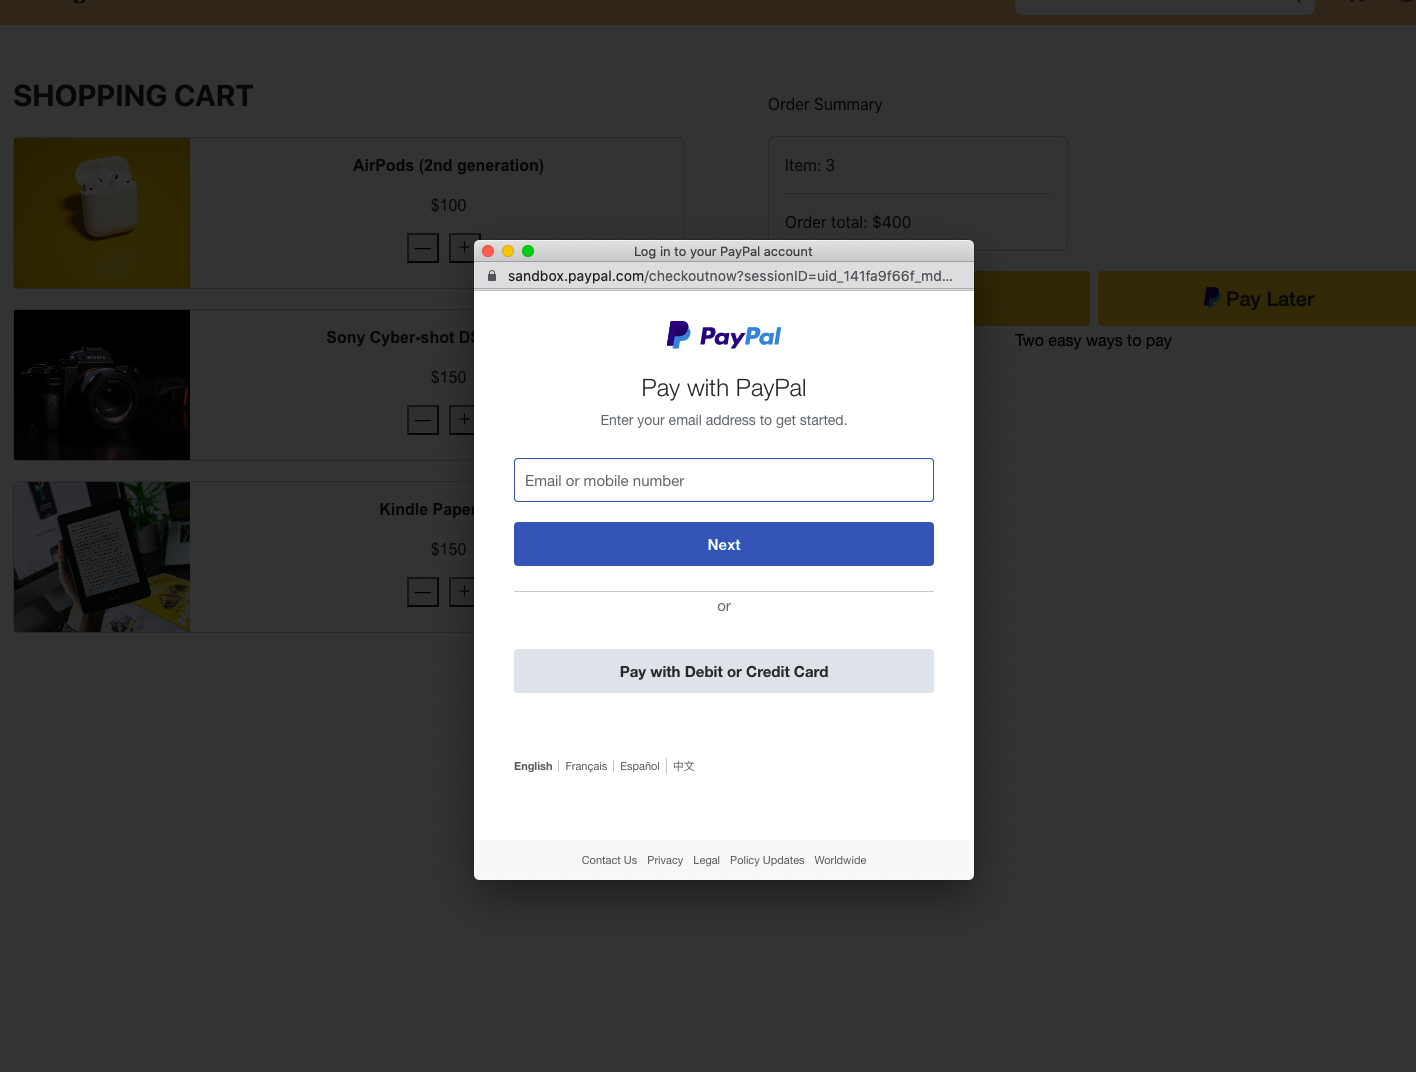 SHOPPING CART
AirPods (2nd generation)
$100
—
+
Sony Cyber-shot
$150
—
+
Kindle
$150
—
+
Order Summary
Item: 3
Order total: $400
Pay Later
Two easy ways to pay
Log in to your PayPal account
sandbox.paypal.com/checkoutnow?sessionID=uid_141fa9f66f_md...
PayPal
Pay with PayPal
Enter your email address to get started.
Email or mobile number
Next
or
Pay with Debit or Credit Card
English Français Español 中文
Contact Us Privacy Legal Policy Updates Worldwide